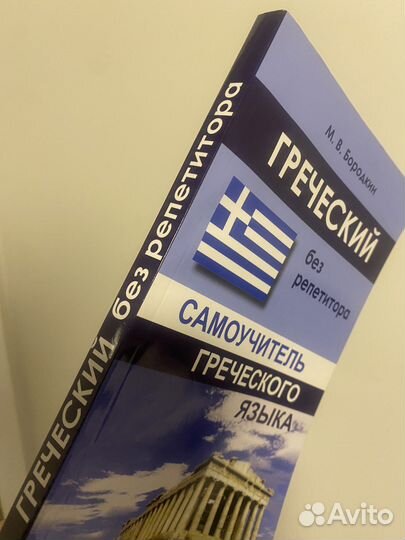 ГРЕЧЕСКИЙ без репетитора
М. В. Бородкин
ГРЕЧЕСКИЙ
без
репетитора
САМОУЧИТЕЛЬ
ГРЕЧЕСКОГО
ЯЗЫКА
Avito